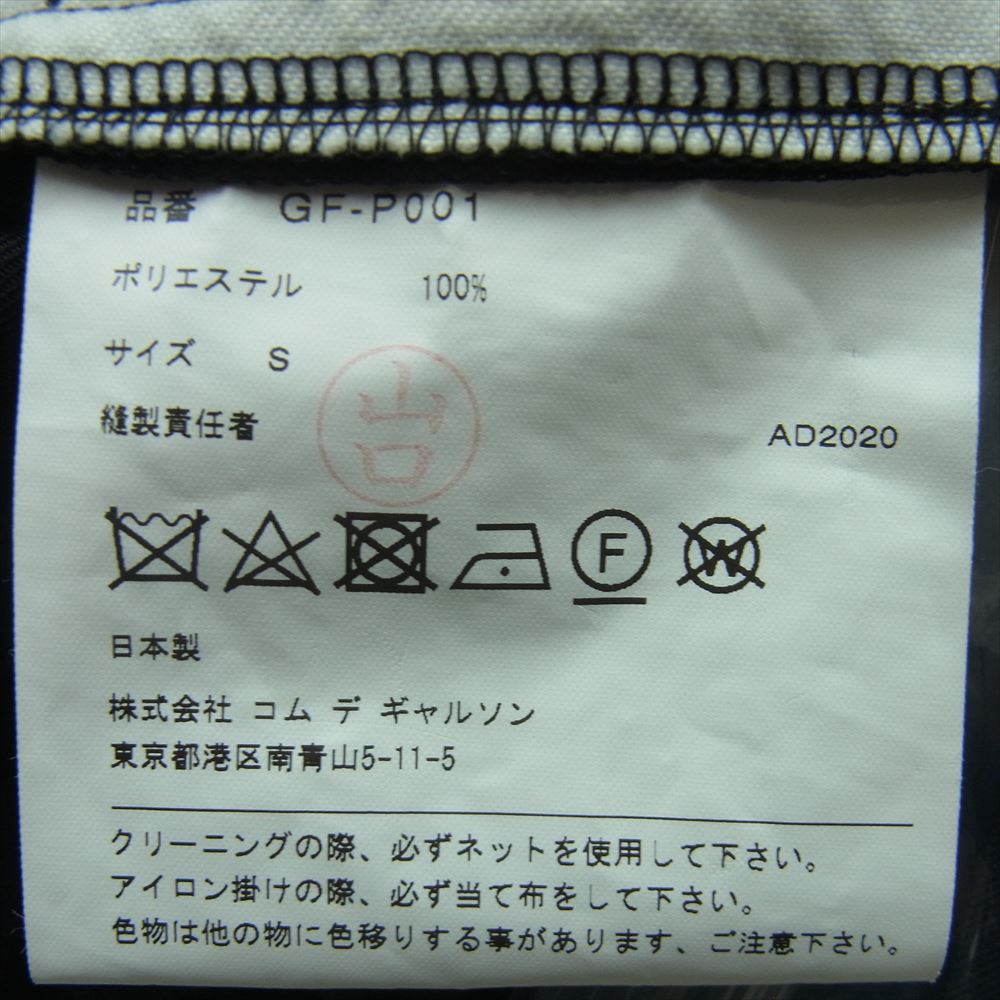 品番 GF-P001
ポリエステル 100%
サイズ S
縫製責任者 山口
AD2020
F
W
日本製
株式会社 コム デ ギャルソン
東京都港区南青山5-11-5
クリーニングの際、必ずネットを使用して下さい。
アイロン掛けの際、必ず当て布をして下さい。
色物は他の物に色移りする事があります、ご注意下さい。